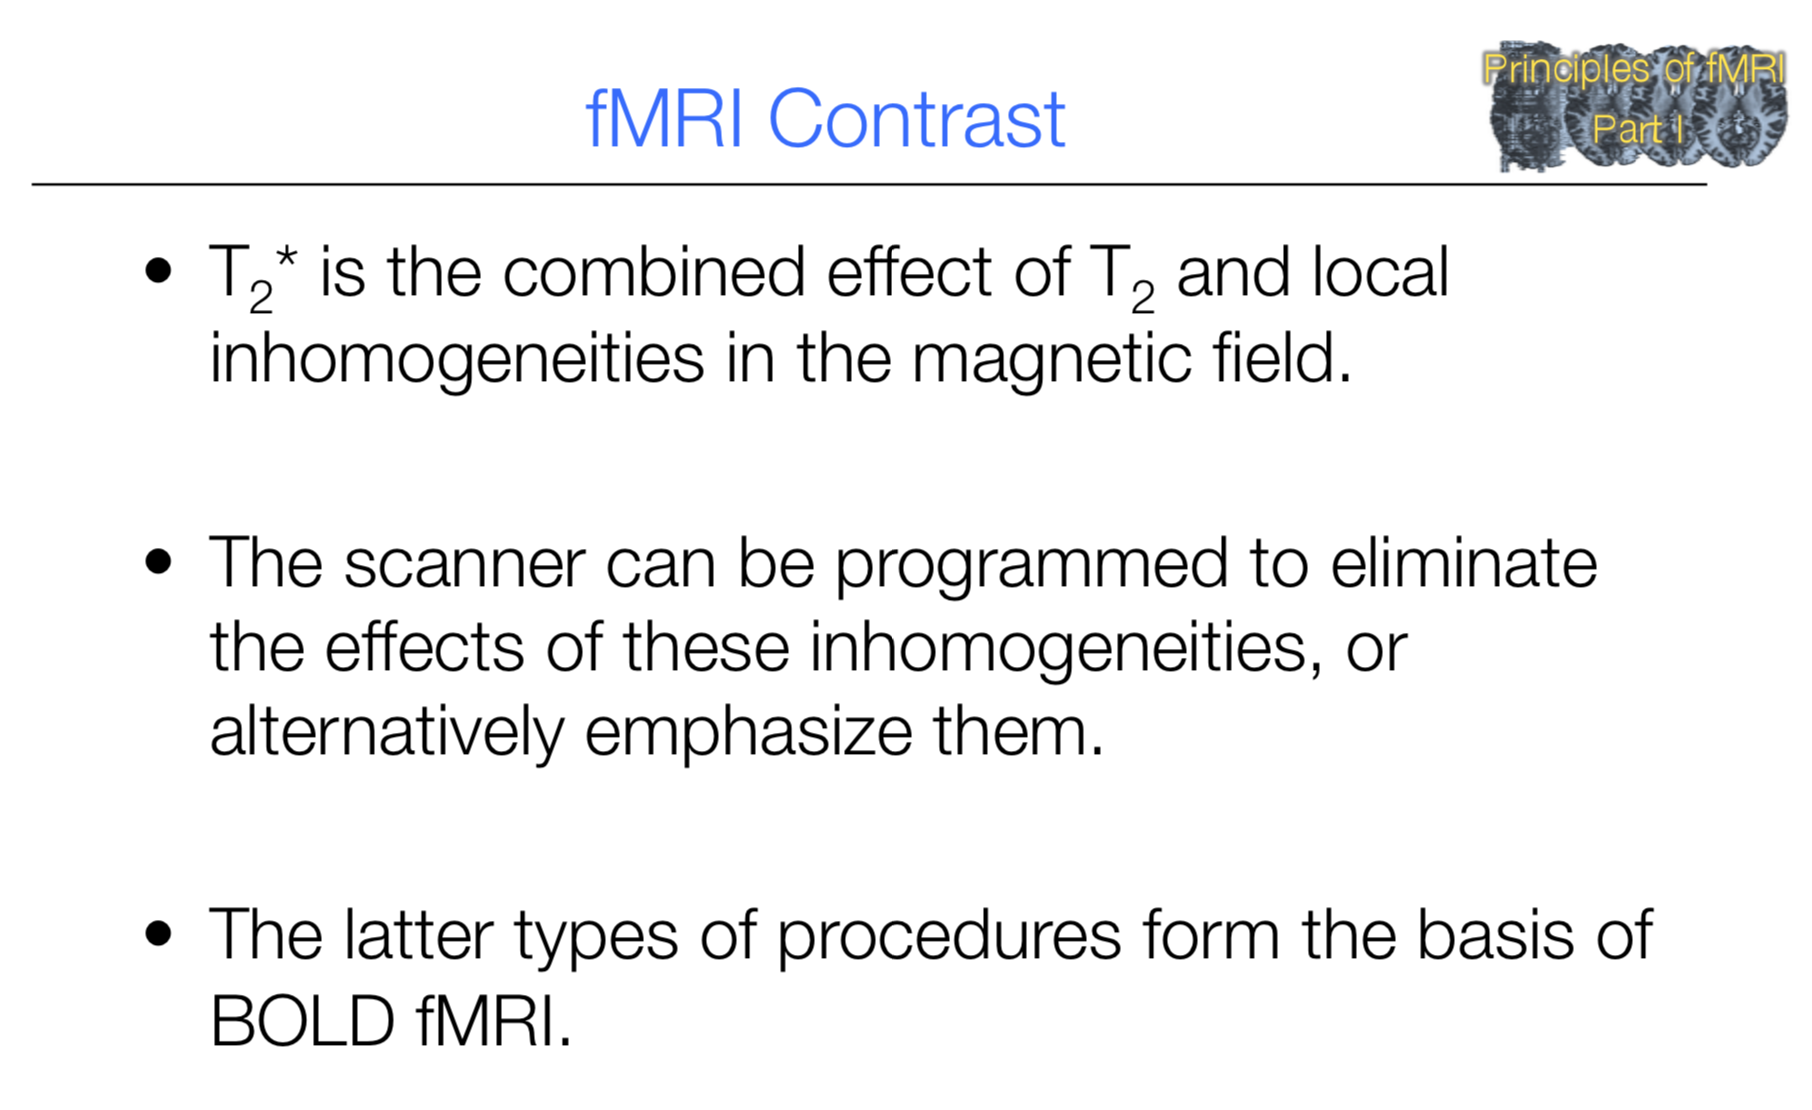 Principles of fMRI
Part I
fMRI Contrast
• T₂* is the combined effect of T₂ and local
inhomogeneities in the magnetic field.
• The scanner can be programmed to eliminate
the effects of these inhomogeneities, or
alternatively emphasize them.
• The latter types of procedures form the basis of
BOLD fMRI.